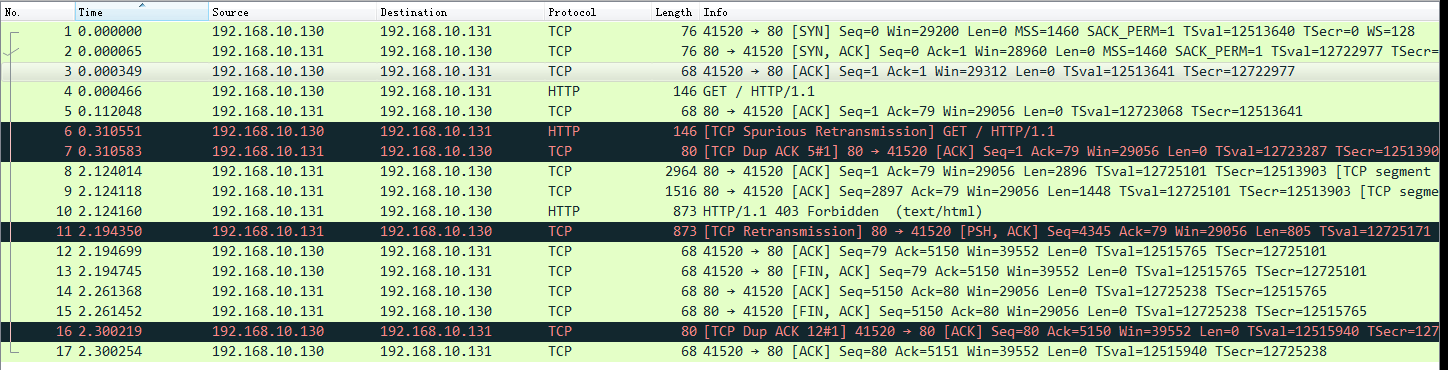 No. Time Source Destination Protocol Length Info
1 0.000000 192.168.10.130 192.168.10.131 TCP 76 41520 → 80 [SYN] Seq=0 Win=29200 Len=0 MSS=1460 SACK_PERM=1 TSval=12513640 TSecr=0 WS=128
2 0.000065 192.168.10.131 192.168.10.130 TCP 76 80 → 41520 [SYN, ACK] Seq=0 Ack=1 Win=28960 Len=0 MSS=1460 SACK_PERM=1 TSval=12722977 TSecr=
3 0.000349 192.168.10.130 192.168.10.131 TCP 68 41520 → 80 [ACK] Seq=1 Ack=1 Win=29312 Len=0 TSval=12513641 TSecr=12722977
4 0.000466 192.168.10.130 192.168.10.131 HTTP 146 GET / HTTP/1.1
5 0.112048 192.168.10.131 192.168.10.130 TCP 68 80 → 41520 [ACK] Seq=1 Ack=79 Win=29056 Len=0 TSval=12723068 TSecr=12513641
6 0.310551 192.168.10.130 192.168.10.131 HTTP 146 [TCP Spurious Retransmission] GET / HTTP/1.1
7 0.310583 192.168.10.131 192.168.10.130 TCP 80 [TCP Dup ACK 5#1] 80 → 41520 [ACK] Seq=1 Ack=79 Win=29056 Len=0 TSval=12723287 TSecr=1251390
8 2.124014 192.168.10.131 192.168.10.130 TCP 2964 80 → 41520 [ACK] Seq=1 Ack=79 Win=29056 Len=2896 TSval=12725101 TSecr=12513903 [TCP segment
9 2.124118 192.168.10.131 192.168.10.130 TCP 1516 80 → 41520 [ACK] Seq=2897 Ack=79 Win=29056 Len=1448 TSval=12725101 TSecr=12513903 [TCP segme
10 2.124160 192.168.10.131 192.168.10.130 HTTP 873 HTTP/1.1 403 Forbidden (text/html)
11 2.194350 192.168.10.131 192.168.10.130 TCP 873 [TCP Retransmission] 80 → 41520 [PSH, ACK] Seq=4345 Ack=79 Win=29056 Len=805 TSval=12725171
12 2.194699 192.168.10.130 192.168.10.131 TCP 68 41520 → 80 [ACK] Seq=79 Ack=5150 Win=39552 Len=0 TSval=12515765 TSecr=12725101
13 2.194745 192.168.10.130 192.168.10.131 TCP 68 41520 → 80 [FIN, ACK] Seq=79 Ack=5150 Win=39552 Len=0 TSval=12515765 TSecr=12725101
14 2.261368 192.168.10.131 192.168.10.130 TCP 68 80 → 41520 [ACK] Seq=5150 Ack=80 Win=29056 Len=0 TSval=12725238 TSecr=12515765
15 2.261452 192.168.10.131 192.168.10.130 TCP 68 80 → 41520 [FIN, ACK] Seq=5150 Ack=80 Win=29056 Len=0 TSval=12725238 TSecr=12515765
16 2.300219 192.168.10.130 192.168.10.131 TCP 80 [TCP Dup ACK 12#1] 41520 → 80 [ACK] Seq=80 Ack=5150 Win=39552 Len=0 TSval=12515940 TSecr=127
17 2.300254 192.168.10.130 192.168.10.131 TCP 68 41520 → 80 [ACK] Seq=80 Ack=5151 Win=39552 Len=0 TSval=12515940 TSecr=12725238